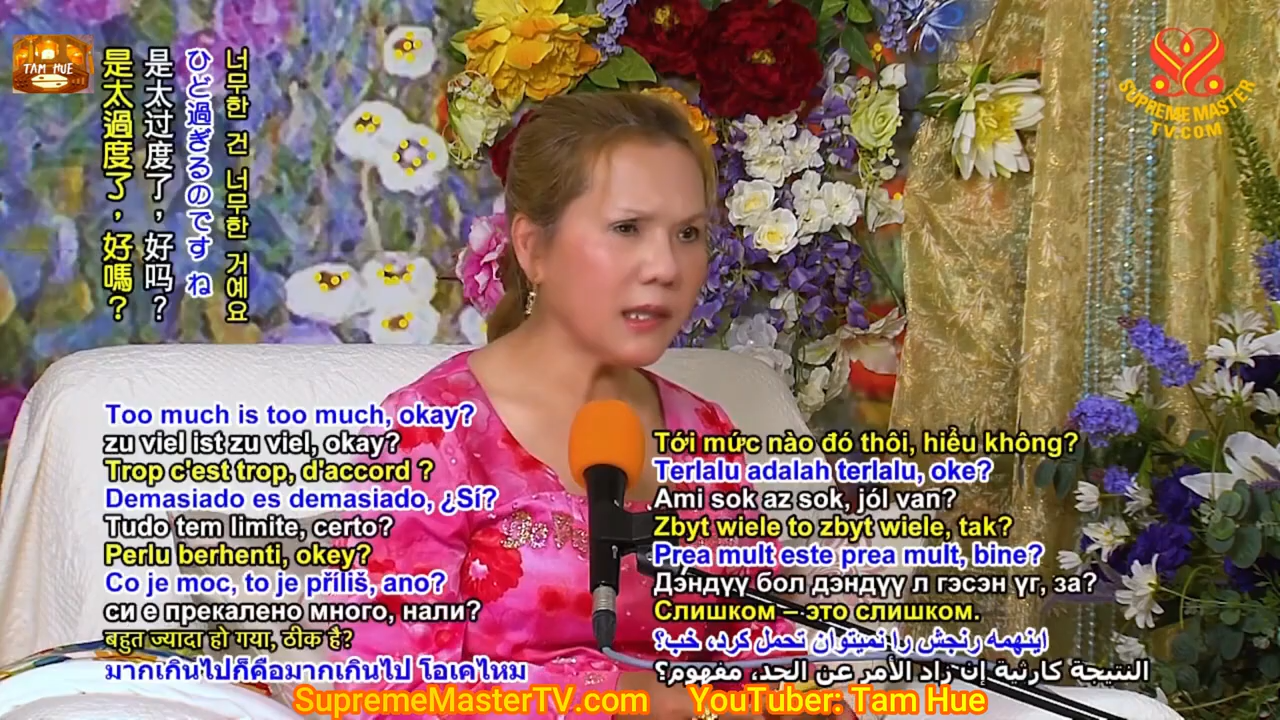 TAM HUE
SUPREME MASTER
TV.COM
너무한 건 너무한 거예요
ひど過ぎるのですね
是太过度了，好吗？
是太過度了，好嗎？
Too much is too much, okay?
zu viel ist zu viel, okay?
Trop c'est trop, d'accord ?
Demasiado es demasiado, ¿Sí?
Tudo tem limite, certo?
Perlu berhenti, okey?
Co je moc, to je příliš, ano?
си е прекалено много, нали?
बहुत ज्यादा हो गया, ठीक है?
มากเกินไปก็คือมากเกินไป โอเคไหม
Tới mức nào đó thôi, hiểu không?
Terlalu adalah terlalu, oke?
Ami sok az sok, jól van?
Zbyt wiele to zbyt wiele, tak?
Prea mult este prea mult, bine?
Дэндүү бол дэндүү л гэсэн үг, за?
Слишком – это слишком.
اینهمه رنجش را نمیتوان تحمل کرد، خب؟
النتيجة كارثية إن زاد الأمر عن الحد، مفهوم؟
SupremeMasterTV.com YouTuber: Tam Hue